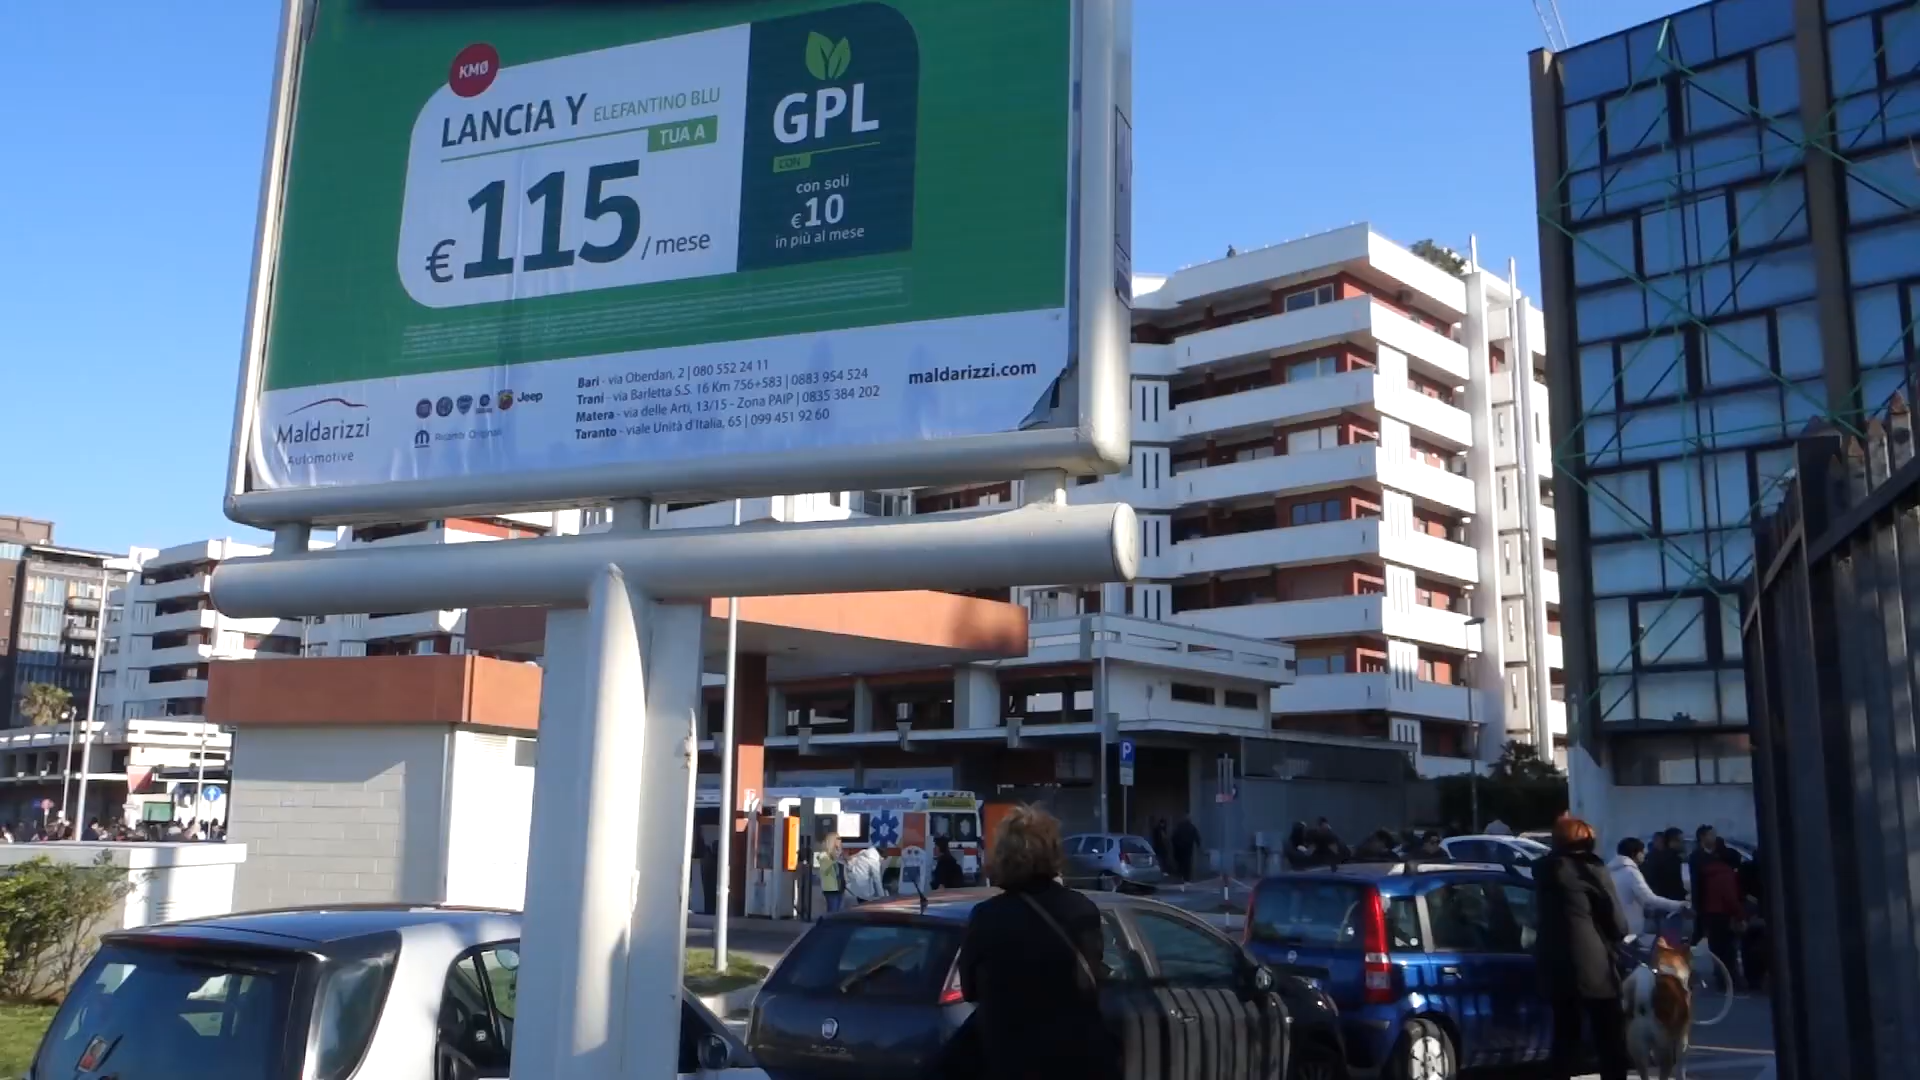 KM0
LANCIA Y ELEFANTINO BLU
TUA A
€115/mese
GPL
CON
con soli
€10
in più al mese
Bari - via Oberdan, 2 | 080 552 24 11
Trani - via Barletta S.S. 16 Km 756+583 | 0883 954 524
Matera - via delle Arti, 13/15 - Zona PAIP | 0835 384 202
Taranto - viale Unità d'Italia, 65 | 099 451 92 60
maldarizzi.com
Maldarizzi
Automotive
Jeep
Ricambi Originali
P